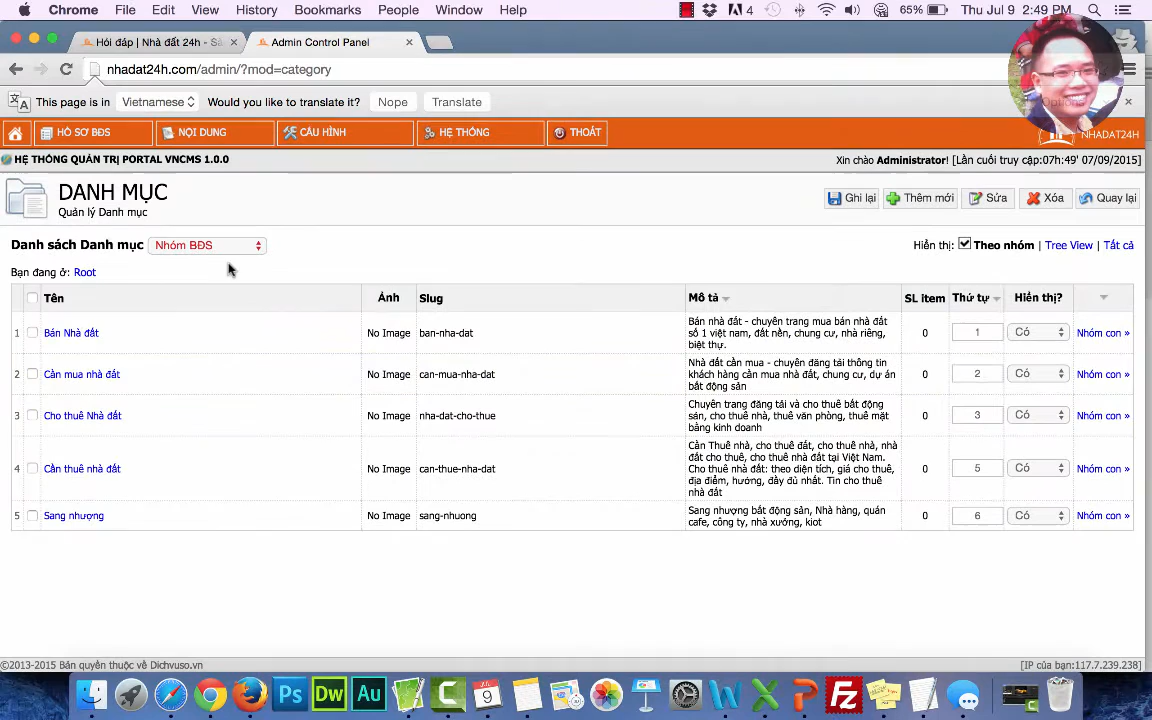 Chrome File Edit View History Bookmarks People Window Help 4 65% Thu Jul 9 2:49 PM
Hỏi đáp | Nhà đất 24h - Sà × Admin Control Panel ×
nhadat24h.com/admin/?mod=category
This page is in Vietnamese Would you like to translate it? Nope Translate ×
HỒ SƠ BĐS NỘI DUNG CẤU HÌNH HỆ THỐNG THOÁT NHADAT24H
HỆ THỐNG QUẢN TRỊ PORTAL VNCMS 1.0.0 Xin chào Administrator! [Lần cuối truy cập:07h:49' 07/09/2015]
DANH MỤC
Quản lý Danh mục
Ghi lại Thêm mới Sửa Xóa Quay lại
Danh sách Danh mục Nhóm BĐS Hiển thị: Theo nhóm | Tree View | Tất cả
Bạn đang ở: Root
Tên Ảnh Slug Mô tả SL item Thứ tự Hiển thị?
1 Bán Nhà đất No Image ban-nha-dat Bán nhà đất - chuyên trang mua bán nhà đất
số 1 việt nam, đất nền, chung cư, nhà riêng,
biệt thự. 0 1 Có Nhóm con »
2 Cần mua nhà đất No Image can-mua-nha-dat Nhà đất cần mua - chuyên đăng tải thông tin
khách hàng cần mua nhà đất, chung cư, dự án
bất động sản 0 2 Có Nhóm con »
3 Cho thuê Nhà đất No Image nha-dat-cho-thue Chuyên trang đăng tải và cho thuê bất động
sản, cho thuê nhà, thuê văn phòng, thuê mặt
bằng kinh doanh 0 3 Có Nhóm con »
4 Cần thuê nhà đất No Image can-thue-nha-dat Cần Thuê nhà, cho thuê đất, cho thuê nhà, nhà
đất cho thuê, cho thuê nhà đất tại Việt Nam.
Cho thuê nhà đất: theo diện tích, giá cho thuê,
địa điểm, hướng, đầy đủ nhất. Tin cho thuê
nhà đất 0 5 Có Nhóm con »
5 Sang nhượng No Image sang-nhuong Sang nhượng bất động sản, Nhà hàng, quán
cafe, công ty, nhà xưởng, kiot 0 6 Có Nhóm con »
©2013-2015 Bản quyền thuộc về Dichvuso.vn [IP của bạn:117.7.239.238]
Ps Dw Au JUL 9 Fz